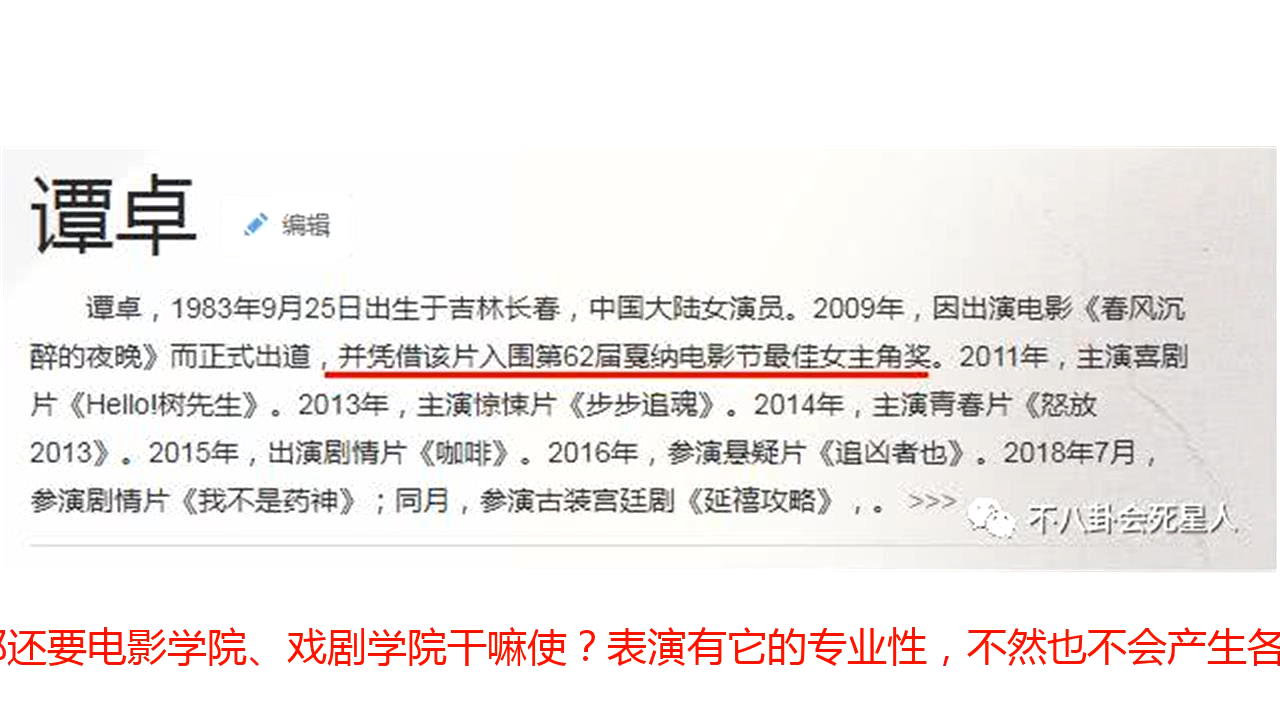 谭卓
编辑
谭卓，1983年9月25日出生于吉林长春，中国大陆女演员。2009年，因出演电影《春风沉
醉的夜晚》而正式出道，并凭借该片入围第62届戛纳电影节最佳女主角奖。2011年，主演喜剧
片《Hello!树先生》。2013年，主演惊悚片《步步追魂》。2014年，主演青春片《怒放
2013》。2015年，出演剧情片《咖啡》。2016年，参演悬疑片《追凶者也》。2018年7月，
参演剧情片《我不是药神》；同月，参演古装宫廷剧《延禧攻略》，。 >>>
不八卦会死星人
还要电影学院、戏剧学院干嘛使？表演有它的专业性，不然也不会产生各